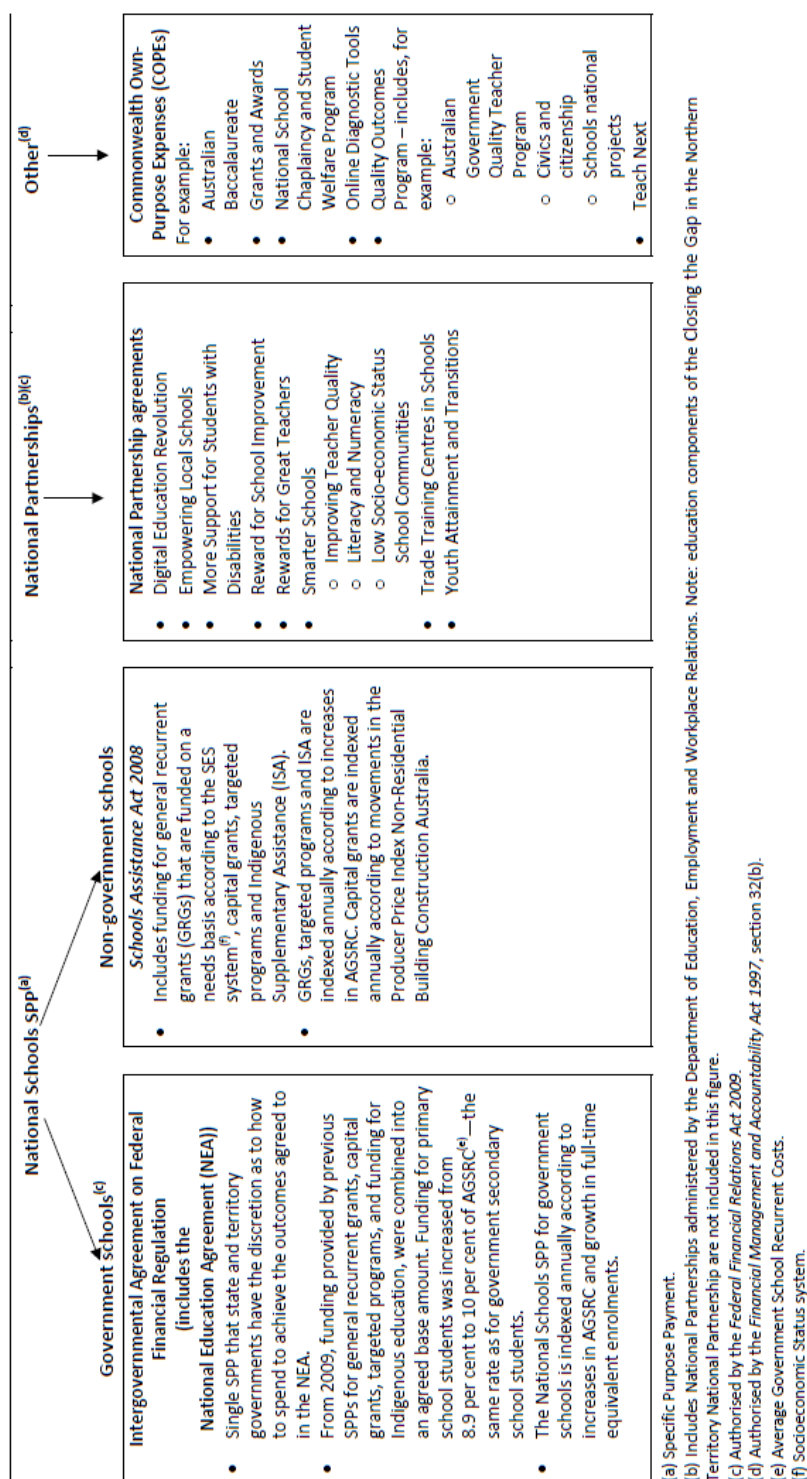 National Schools SPP(a)
Government schools(c)
Intergovernmental Agreement on Federal
Financial Regulation
(includes the
National Education Agreement (NEA))
• Single SPP that state and territory
governments have the discretion as to how
to spend to achieve the outcomes agreed to
in the NEA.
• From 2009, funding provided by previous
SPPs for general recurrent grants, capital
grants, targeted programs, and funding for
Indigenous education, were combined into
an agreed base amount. Funding for primary
school students was increased from
8.9 per cent to 10 per cent of AGSRC(e)—the
same rate as for government secondary
school students.
• The National Schools SPP for government
schools is indexed annually according to
increases in AGSRC and growth in full-time
equivalent enrolments.
Non-government schools
Schools Assistance Act 2008
• Includes funding for general recurrent
grants (GRGs) that are funded on a
needs basis according to the SES
system(f), capital grants, targeted
programs and Indigenous
Supplementary Assistance (ISA).
• GRGs, targeted programs and ISA are
indexed annually according to increases
in AGSRC. Capital grants are indexed
annually according to movements in the
Producer Price Index Non-Residential
Building Construction Australia.
National Partnerships(b)(c)
National Partnership agreements
• Digital Education Revolution
• Empowering Local Schools
• More Support for Students with
Disabilities
• Reward for School Improvement
• Rewards for Great Teachers
• Smarter Schools
o Improving Teacher Quality
o Literacy and Numeracy
o Low Socio-economic Status
School Communities
• Trade Training Centres in Schools
• Youth Attainment and Transitions
Other(d)
Commonwealth Own-
Purpose Expenses (COPEs)
For example:
• Australian
Baccalaureate
• Grants and Awards
• National School
Chaplaincy and Student
Welfare Program
• Online Diagnostic Tools
• Quality Outcomes
Program – includes, for
example:
o Australian
Government
Quality Teacher
Program
o Civics and
citizenship
o Schools national
projects
• Teach Next
(a) Specific Purpose Payment.
(b) Includes National Partnerships administered by the Department of Education, Employment and Workplace Relations. Note: education components of the Closing the Gap in the Northern
Territory National Partnership are not included in this figure.
(c) Authorised by the Federal Financial Relations Act 2009.
(d) Authorised by the Financial Management and Accountability Act 1997, section 32(b).
(e) Average Government School Recurrent Costs.
(f) Socioeconomic Status system.